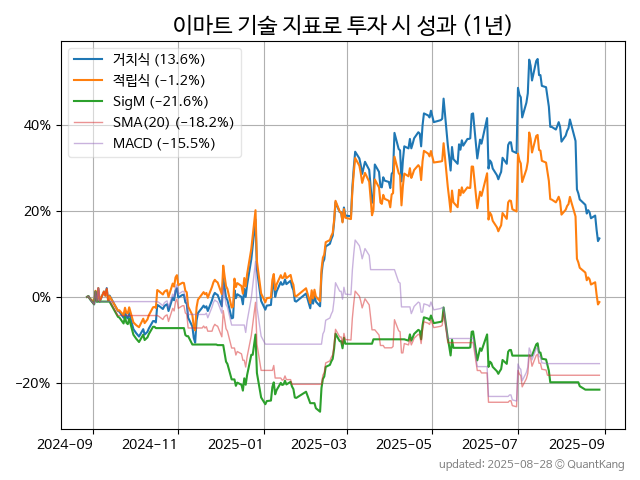 이마트 기술 지표로 투자 시 성과 (1년)
거치식 (13.6%)
적립식 (−1.2%)
SigM (−21.6%)
SMA(20) (−18.2%)
MACD (−15.5%)
40%
20%
0%
−20%
2024-09 2024-11 2025-01 2025-03 2025-05 2025-07 2025-09
updated: 2025-08-28 © QuantKang